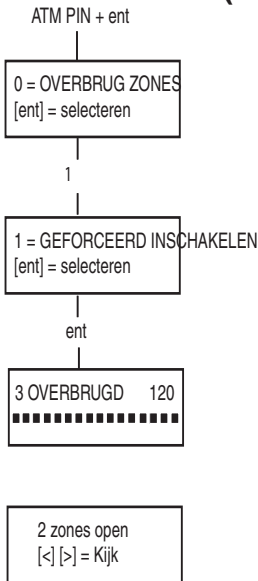 ATM PIN + ent
0 = OVERBRUG ZONES
[ent] = selecteren
1
1 = GEFORCEERD INSCHAKELEN
[ent] = selecteren
ent
3 OVERBRUGD 120
2 zones open
[<] [>] = Kijk